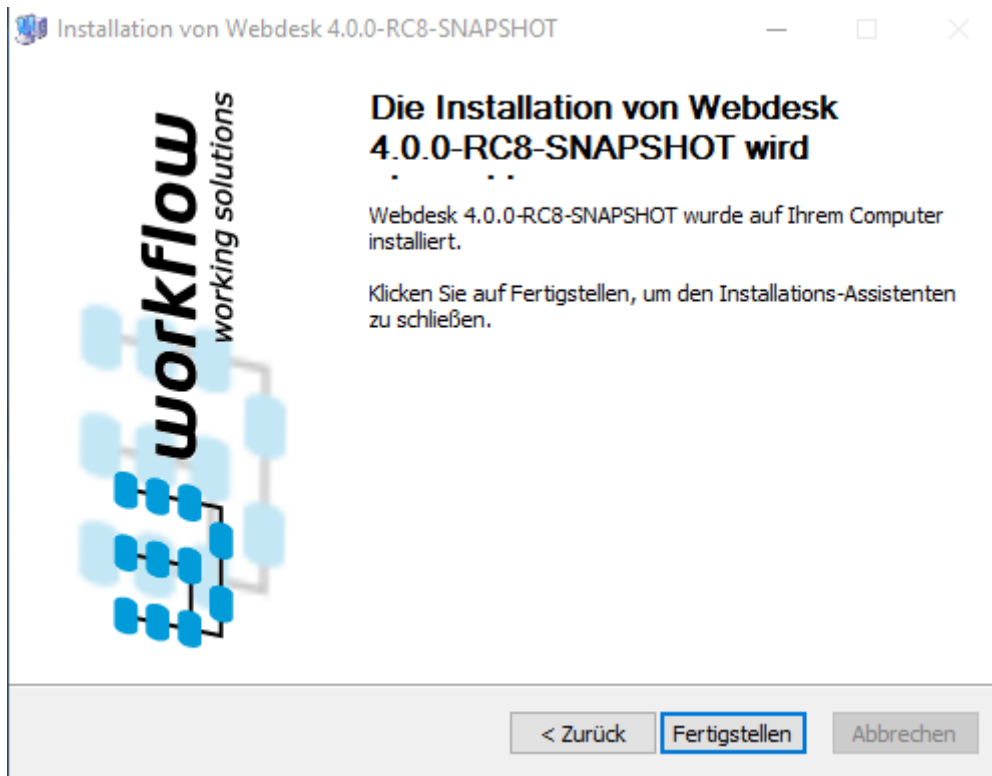 Installation von Webdesk 4.0.0-RC8-SNAPSHOT
workflow
working solutions
Die Installation von Webdesk
4.0.0-RC8-SNAPSHOT wird
Webdesk 4.0.0-RC8-SNAPSHOT wurde auf Ihrem Computer
installiert.
Klicken Sie auf Fertigstellen, um den Installations-Assistenten
zu schließen.
< Zurück
Fertigstellen
Abbrechen